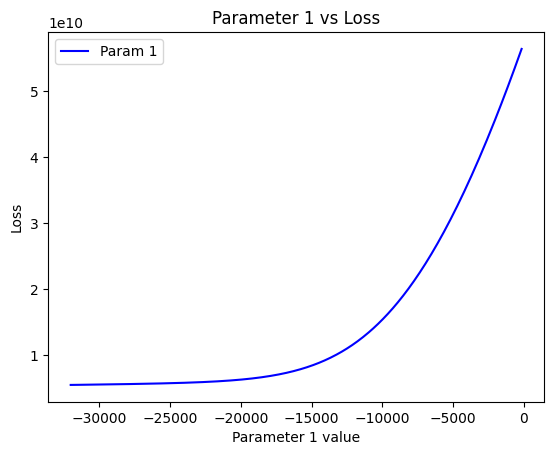 Parameter 1 vs Loss
1e10
Param 1
5
4
3
2
1
Loss
−30000 −25000 −20000 −15000 −10000 −5000 0
Parameter 1 value